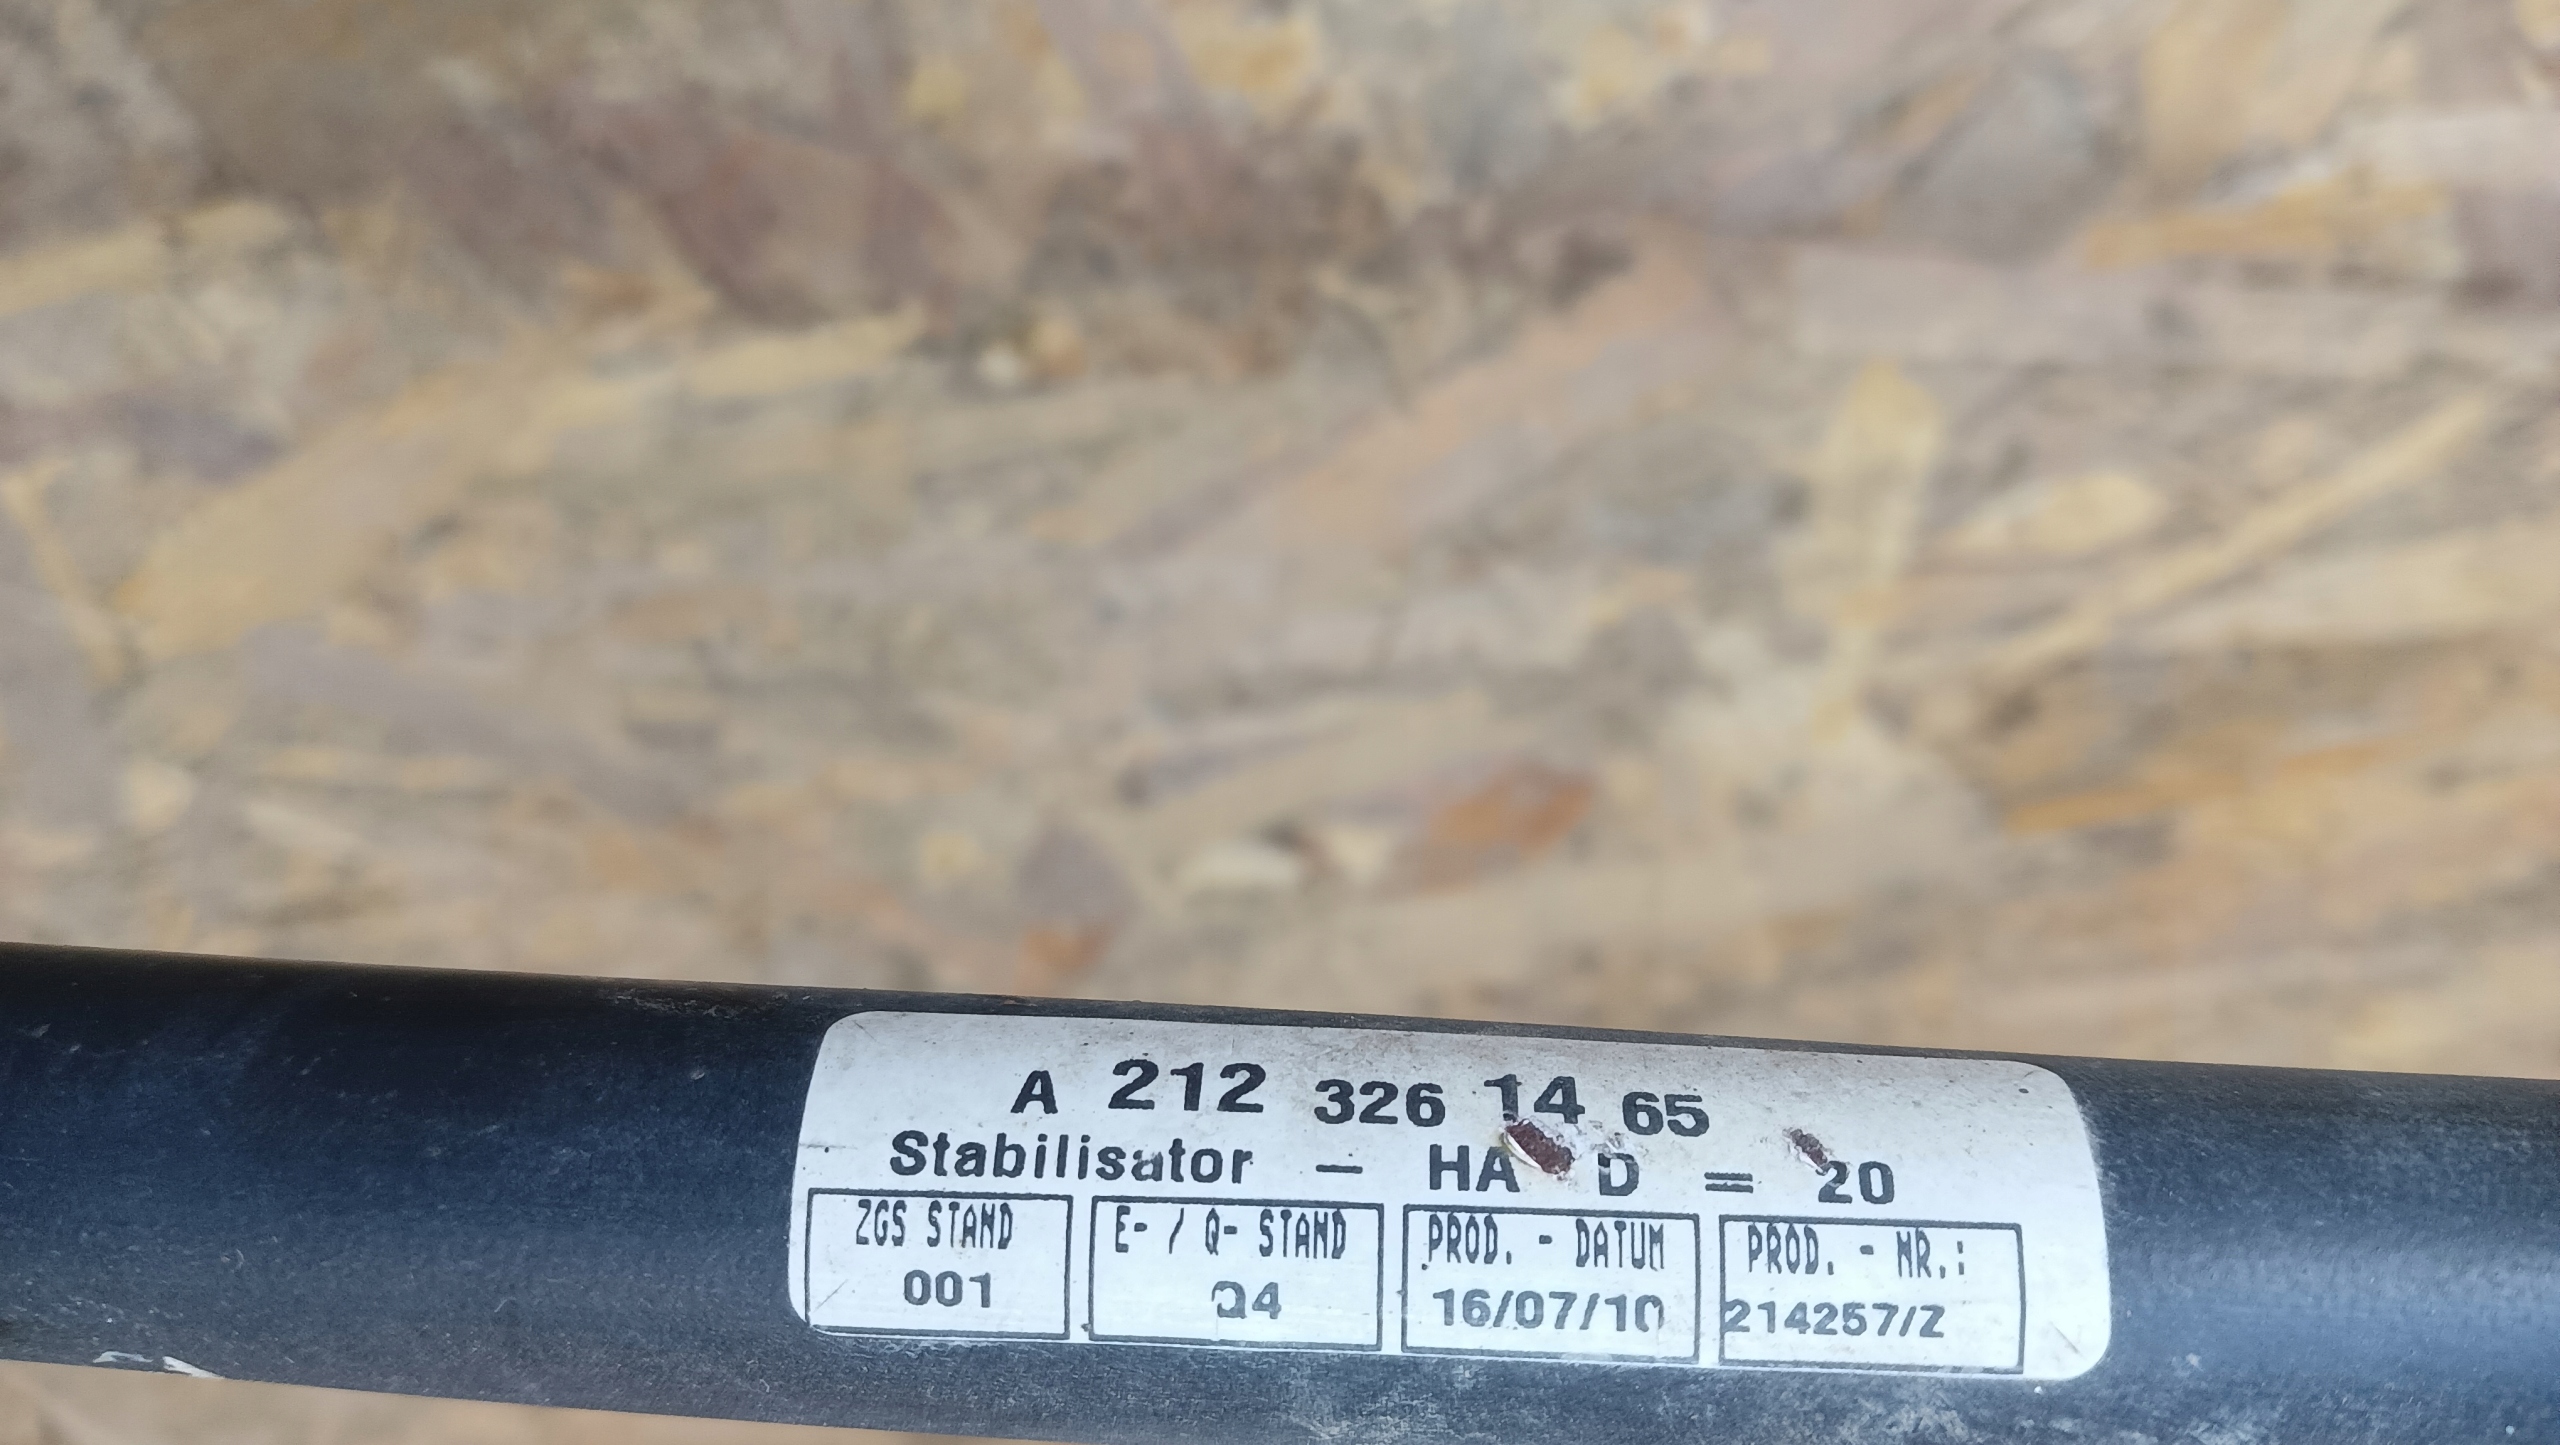 A 212 326 14 65
Stabilisator - HA D = 20
ZGS STAND E- / Q- STAND PROD. - DATUM PROD. - NR.:
001 Q4 16/07/10 214257/Z